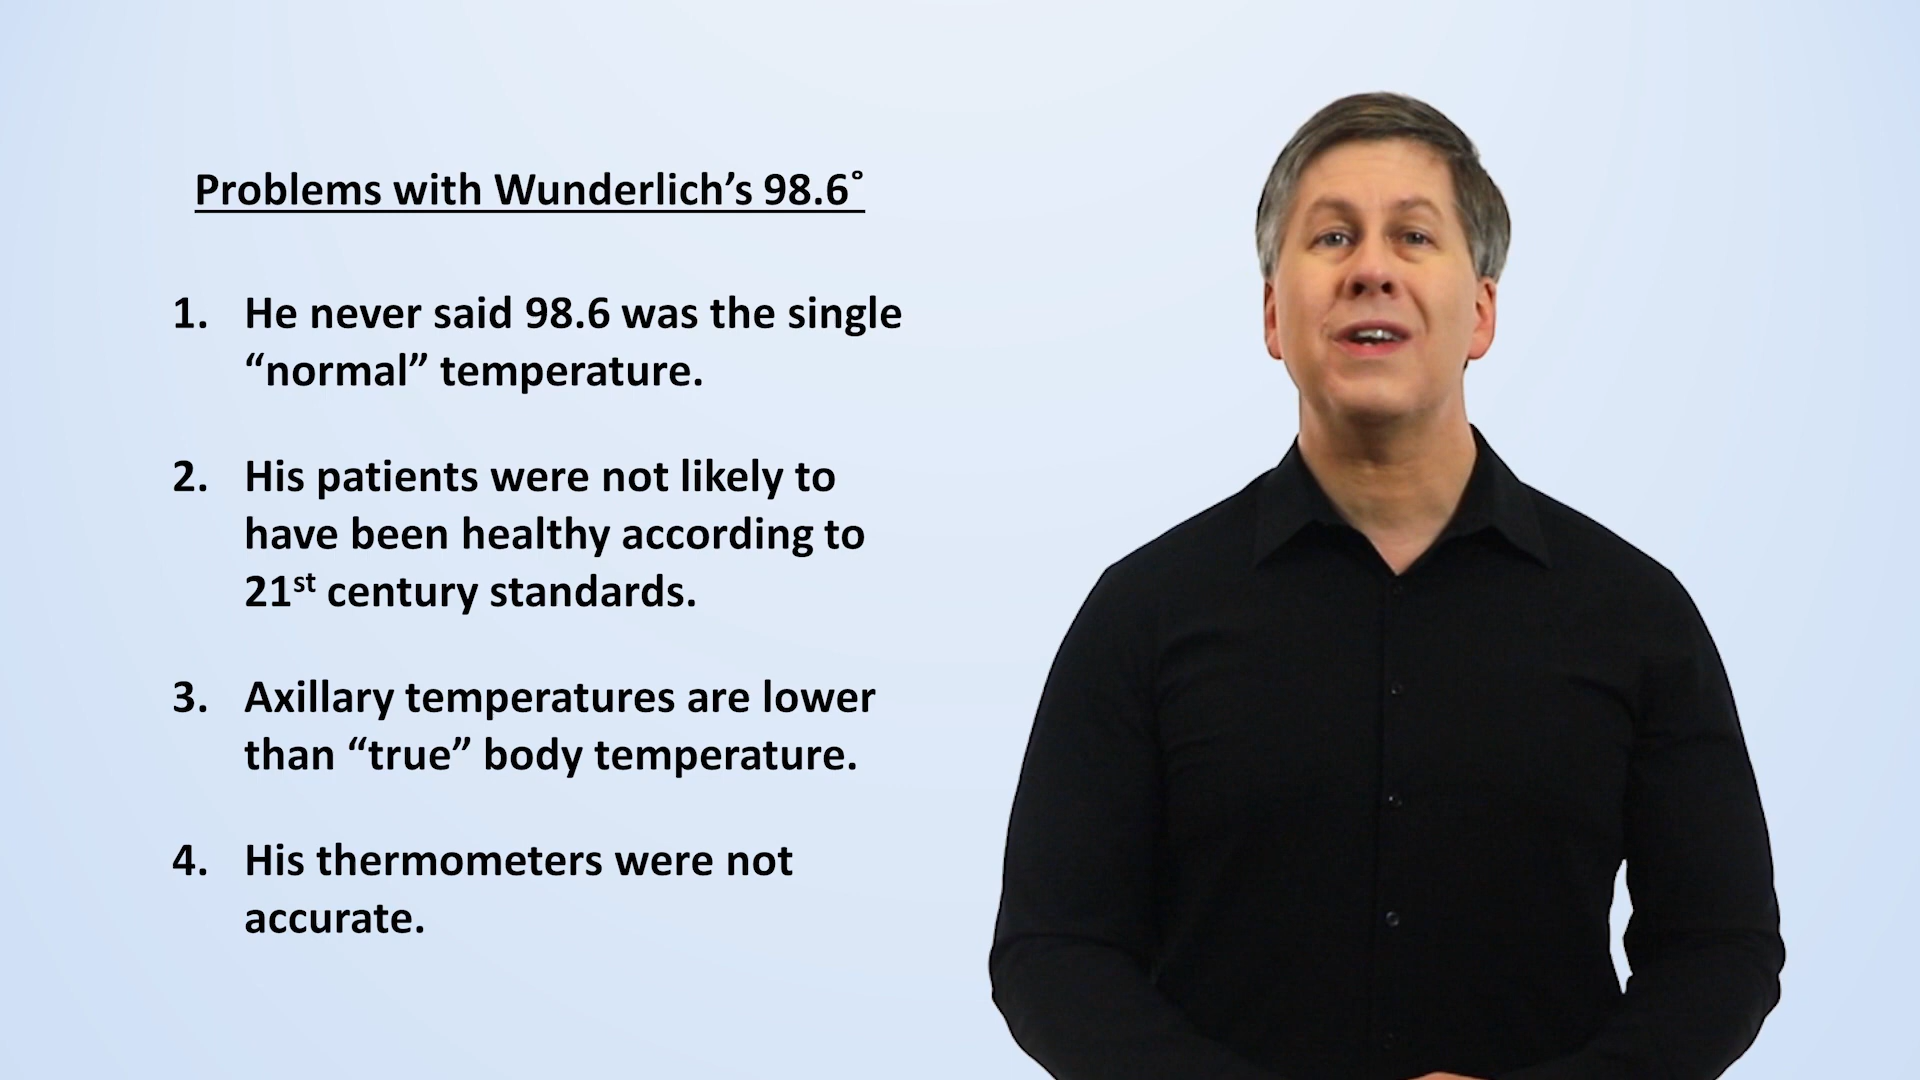 Problems with Wunderlich’s 98.6˚
1. He never said 98.6 was the single
“normal” temperature.
2. His patients were not likely to
have been healthy according to
21st century standards.
3. Axillary temperatures are lower
than “true” body temperature.
4. His thermometers were not
accurate.